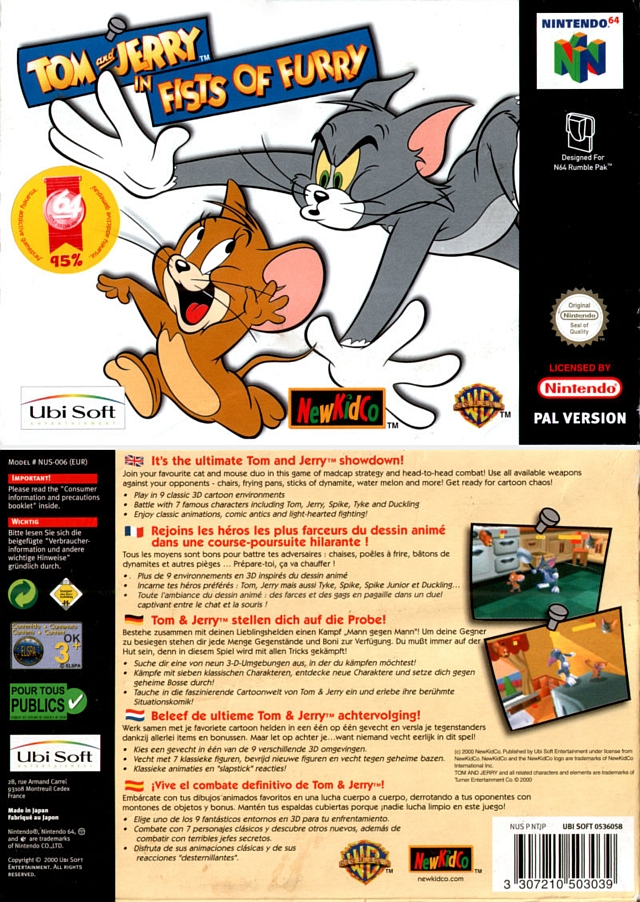 TOM and JERRY™
IN FISTS OF FURRY
NINTENDO 64
Designed For
N64 Rumble Pak™
64
95%
Original
Nintendo
Seal of
Quality
™
LICENSED BY
Nintendo®
PAL VERSION
Ubi Soft
ENTERTAINMENT
NewKidCo™
WB™
MODEL # NUS-006 (EUR)
IMPORTANT!
Please read the "Consumer
information and precautions
booklet" inside.
WICHTIG
Bitte lesen Sie sich die
beigefügte "Verbraucher-
information und andere
wichtige Hinweise"
gründlich durch.
ELSPA
OK
3+
©ELSPA
POUR TOUS
PUBLICS
Ubi Soft
ENTERTAINMENT
28, rue Armand Carrel
93108 Montreuil Cedex
France
Made in Japan
Fabriqué au Japon
Nintendo®, Nintendo 64,
and are trademarks
of Nintendo CO.,LTD.
Copyright © 2000 UBI SOFT
ENTERTAINMENT. ALL RIGHTS
RESERVED.
It's the ultimate Tom and Jerry™ showdown!
Join your favourite cat and mouse duo in this game of madcap strategy and head-to-head combat! Use all available weapons
against your opponents - chairs, frying pans, sticks of dynamite, water melon and more! Get ready for cartoon chaos!
• Play in 9 classic 3D cartoon environments
• Battle with 7 famous characters including Tom, Jerry, Spike, Tyke and Duckling
• Enjoy classic animations, comic antics and light-hearted fighting!
Rejoins les héros les plus farceurs du dessin animé
dans une course-poursuite hilarante !
Tous les moyens sont bons pour battre tes adversaires : chaises, poêles à frire, bâtons de
dynamites et autres pièges ... Prépare-toi, ça va chauffer !
• Plus de 9 environnements en 3D inspirés du dessin animé
• Incarne tes héros préférés : Tom, Jerry mais aussi Tyke, Spike, Spike Junior et Duckling...
• Toute l'ambiance du dessin animé : des farces et des gags en pagaille dans un duel
captivant entre le chat et la souris !
Tom & Jerry™ stellen dich auf die Probe!
Bestehe zusammen mit deinen Lieblingshelden einen Kampf „Mann gegen Mann"! Um deine Gegner
zu besiegen stehen dir jede Menge Gegenstände und Boni zur Verfügung. Du mußt immer auf der
Hut sein, denn in diesem Spiel wird mit allen Tricks gekämpft!
• Suche dir eine von neun 3-D-Umgebungen aus, in der du kämpfen möchtest!
• Kämpfe mit sieben klassischen Charakteren, entdecke neue Charaktere und setze dich gegen
geheime Bosse durch!
• Tauche in die faszinierende Cartoonwelt von Tom & Jerry ein und erlebe ihre berühmte
Situationskomik!
Beleef de ultieme Tom & Jerry™ achtervolging!
Werk samen met je favoriete cartoon helden in een één op één gevecht en versla je tegenstanders
dankzij allerlei items en bonussen. Maar let op achter je...want niemand vecht eerlijk in dit spel!
• Kies een gevecht in één van de 9 verschillende 3D omgevingen.
• Vecht met 7 klassieke figuren, bevrijd nieuwe figuren en vecht tegen geheime bazen.
• Klassieke animaties en "slapstick" reacties!
¡Vive el combate definitivo de Tom & Jerry™!
Embárcate con tus dibujos animados favoritos en una lucha cuerpo a cuerpo, derrotando a tus oponentes con
montones de objetos y bonus. Mantén tus espaldas cubiertas porque ¡nadie lucha limpio en este juego!
• Elige uno de los 9 fantásticos entornos en 3D para tu enfrentamiento.
• Combate con 7 personajes clásicos y descubre otros nuevos, además de
combatir con terribles jefes secretos.
• Disfruta de sus animaciones clásicas y de sus
reacciones "desternillantes".
(c) 2000 NewKidCo. Published by Ubi Soft Entertainment under license from
NewKidCo. NewKidCo and the NewKidCo logo are trademarks of NewKidCo
International Inc.
TOM AND JERRY and all related characters and elements are trademarks of
Turner Entertainment Co © 2000
WB™
NewKidCo™
newkidco.com
NUS P NTJP
UBI SOFT 0536058
3 307210 503039